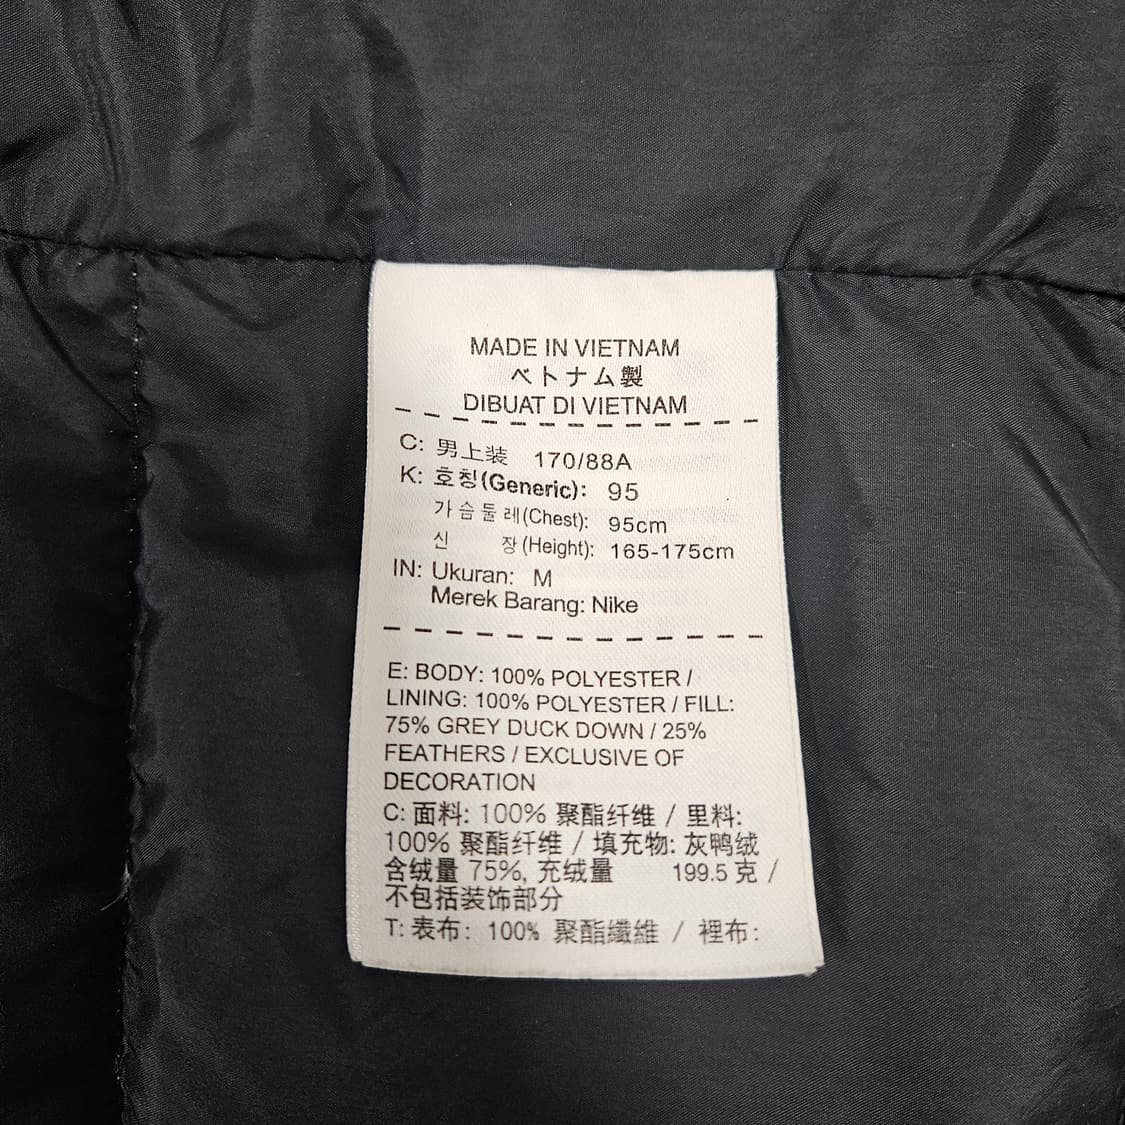 MADE IN VIETNAM
ベトナム製
DIBUAT DI VIETNAM
C: 男上装 170/88A
K: 호칭(Generic): 95
가슴둘레(Chest): 95cm
신 장(Height): 165-175cm
IN: Ukuran: M
Merek Barang: Nike
E: BODY: 100% POLYESTER /
LINING: 100% POLYESTER / FILL:
75% GREY DUCK DOWN / 25%
FEATHERS / EXCLUSIVE OF
DECORATION
C: 面料: 100% 聚酯纤维 / 里料:
100% 聚酯纤维 / 填充物: 灰鸭绒
含绒量 75%, 充绒量 199.5 克 /
不包括装饰部分
T: 表布: 100% 聚酯纖維 / 裡布: